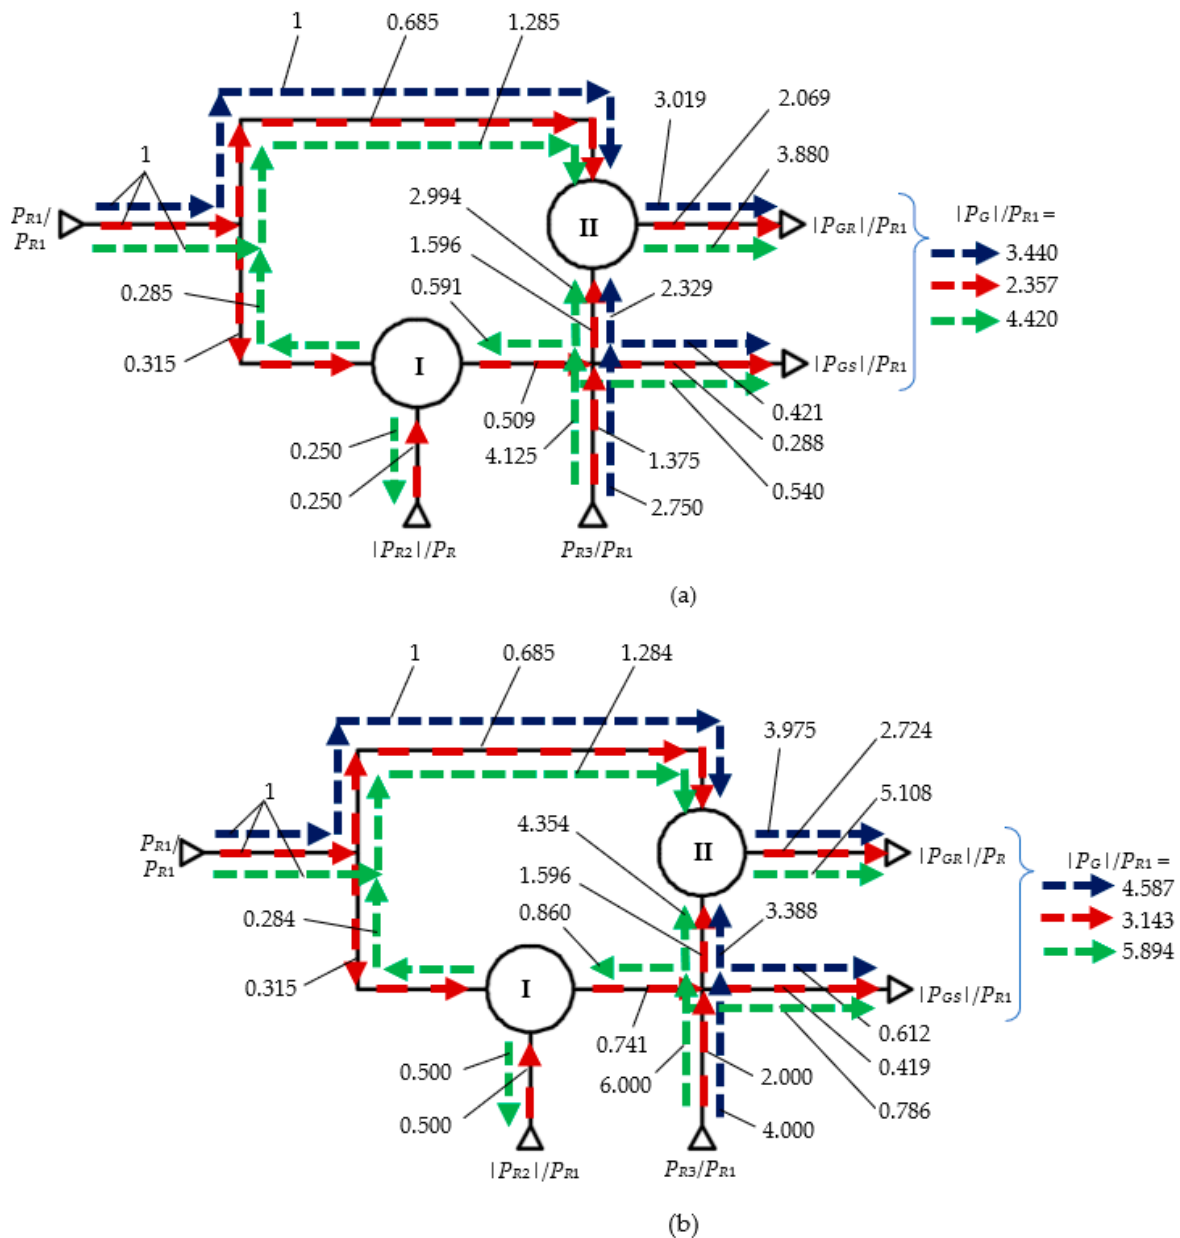 1 0.685 1.285
3.019 2.069
1 3.880
2.994
PR1/
PR1
II
|PGR|/PR1
|PG|/PR1 =
1.596
3.440
0.285 0.591 2.329
2.357
4.420
0.315 I
|PGS|/PR1
0.509 0.421
0.250 4.125 1.375 0.288
0.250 2.750 0.540
|PR2|/PR PR3/PR1
(a)
1 0.685 1.284
3.975 2.724
1 4.354 5.108
PR1/
PR1
II
|PGR|/PR
|PG|/PR1 =
1.596
4.587
0.284 0.860 3.388
3.143
5.894
0.315 I
|PGS|/PR1
0.741 0.612
0.500 6.000 2.000 0.419
0.500 4.000 0.786
|PR2|/PR1 PR3/PR1
(b)